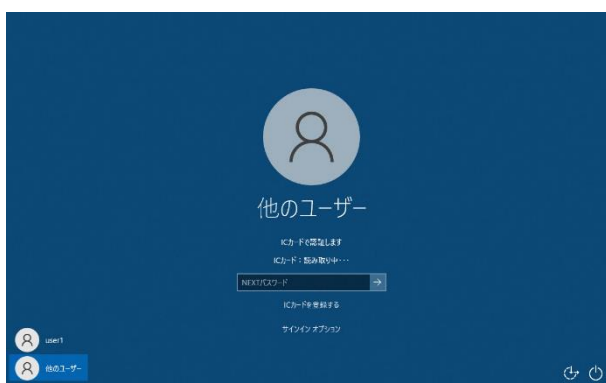 他のユーザー
ICカードで認証します
ICカード：読み取り中・・・
NEXTパスワード
ICカードを登録する
サインイン オプション
user1
他のユーザー